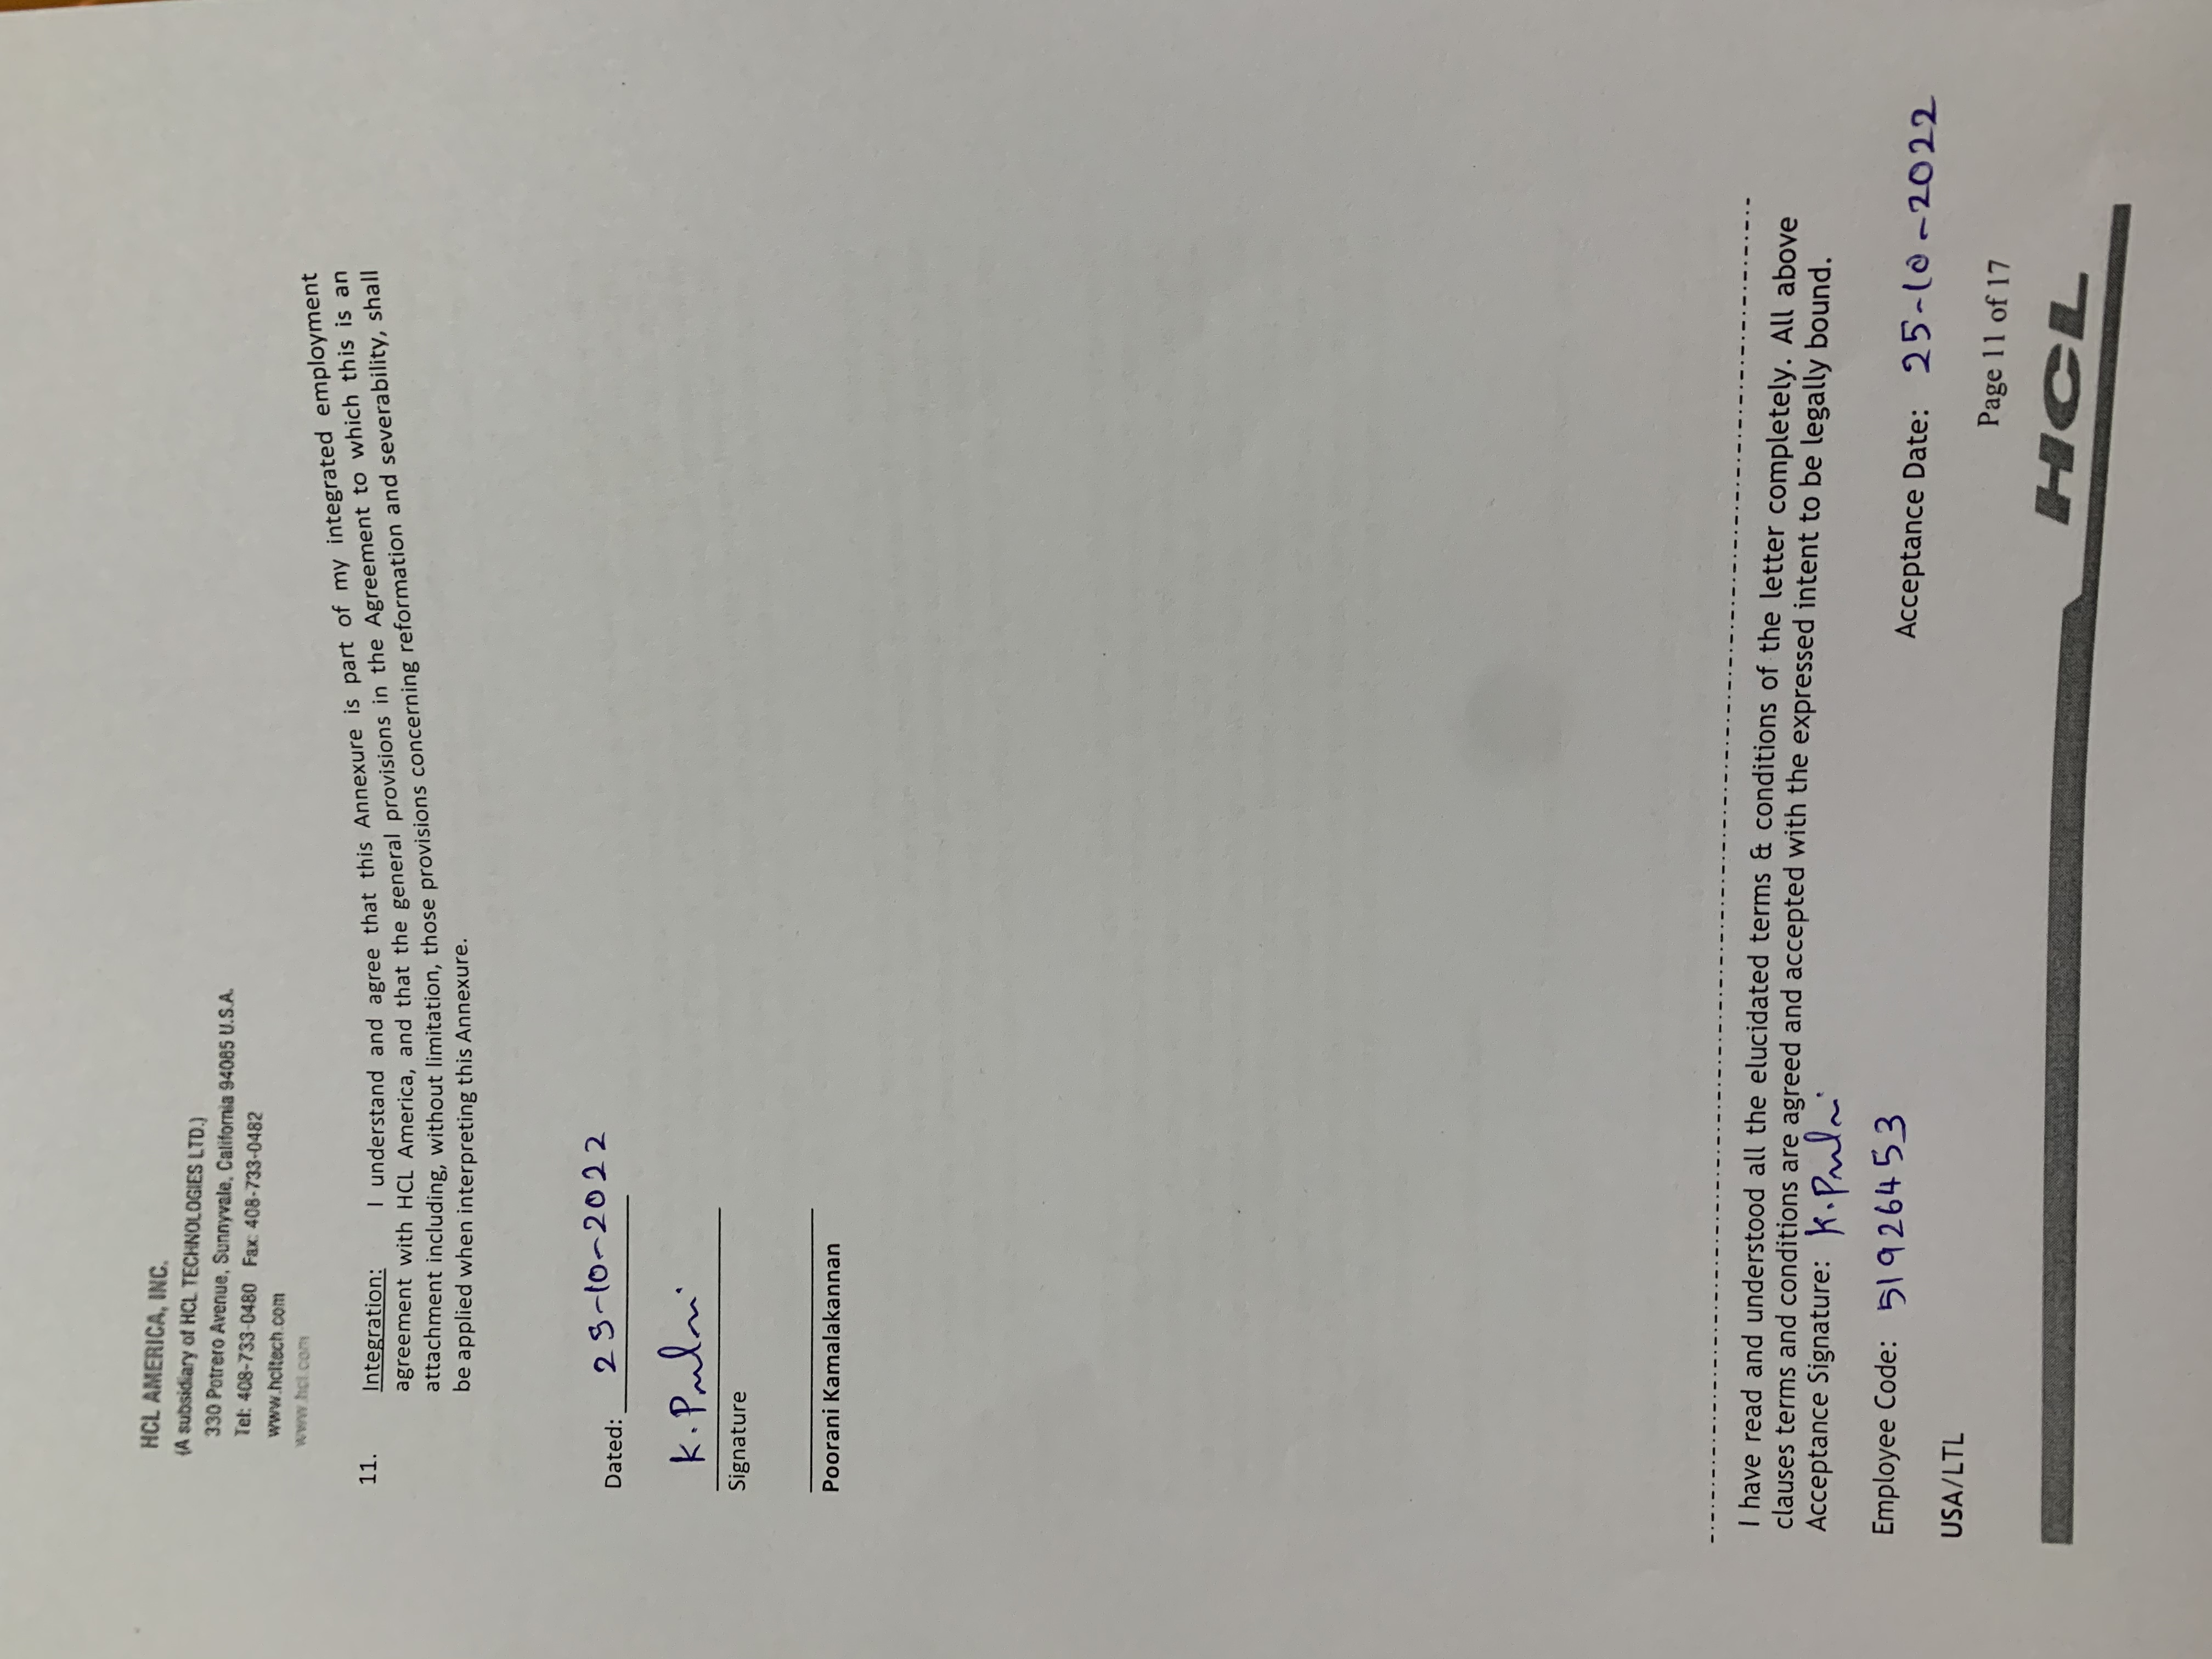 HCL AMERICA, INC.
(A subsidiary of HCL TECHNOLOGIES LTD.)
330 Potrero Avenue, Sunnyvale, California 94085 U.S.A.
Tel: 408-733-0480 Fax: 408-733-0482
www.hcltech.com
www.hcl.com
11. Integration: I understand and agree that this Annexure is part of my integrated employment
agreement with HCL America, and that the general provisions in the Agreement to which this is an
attachment including, without limitation, those provisions concerning reformation and severability, shall
be applied when interpreting this Annexure.
Dated: 25-10-2022
K.
Signature
Poorani Kamalakannan
I have read and understood all the elucidated terms & conditions of the letter completely. All above
clauses terms and conditions are agreed and accepted with the expressed intent to be legally bound.
Acceptance Signature: K.
Employee Code: 51926453
Acceptance Date: 25-10-2022
USA/LTL
Page 11 of 17
HCL